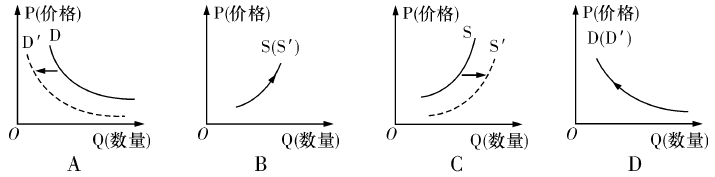 P(价格)
D′ D
O
Q(数量)
A
P(价格)
S(S′)
O
Q(数量)
B
P(价格)
S
S′
O
Q(数量)
C
P(价格)
D(D′)
O
Q(数量)
D